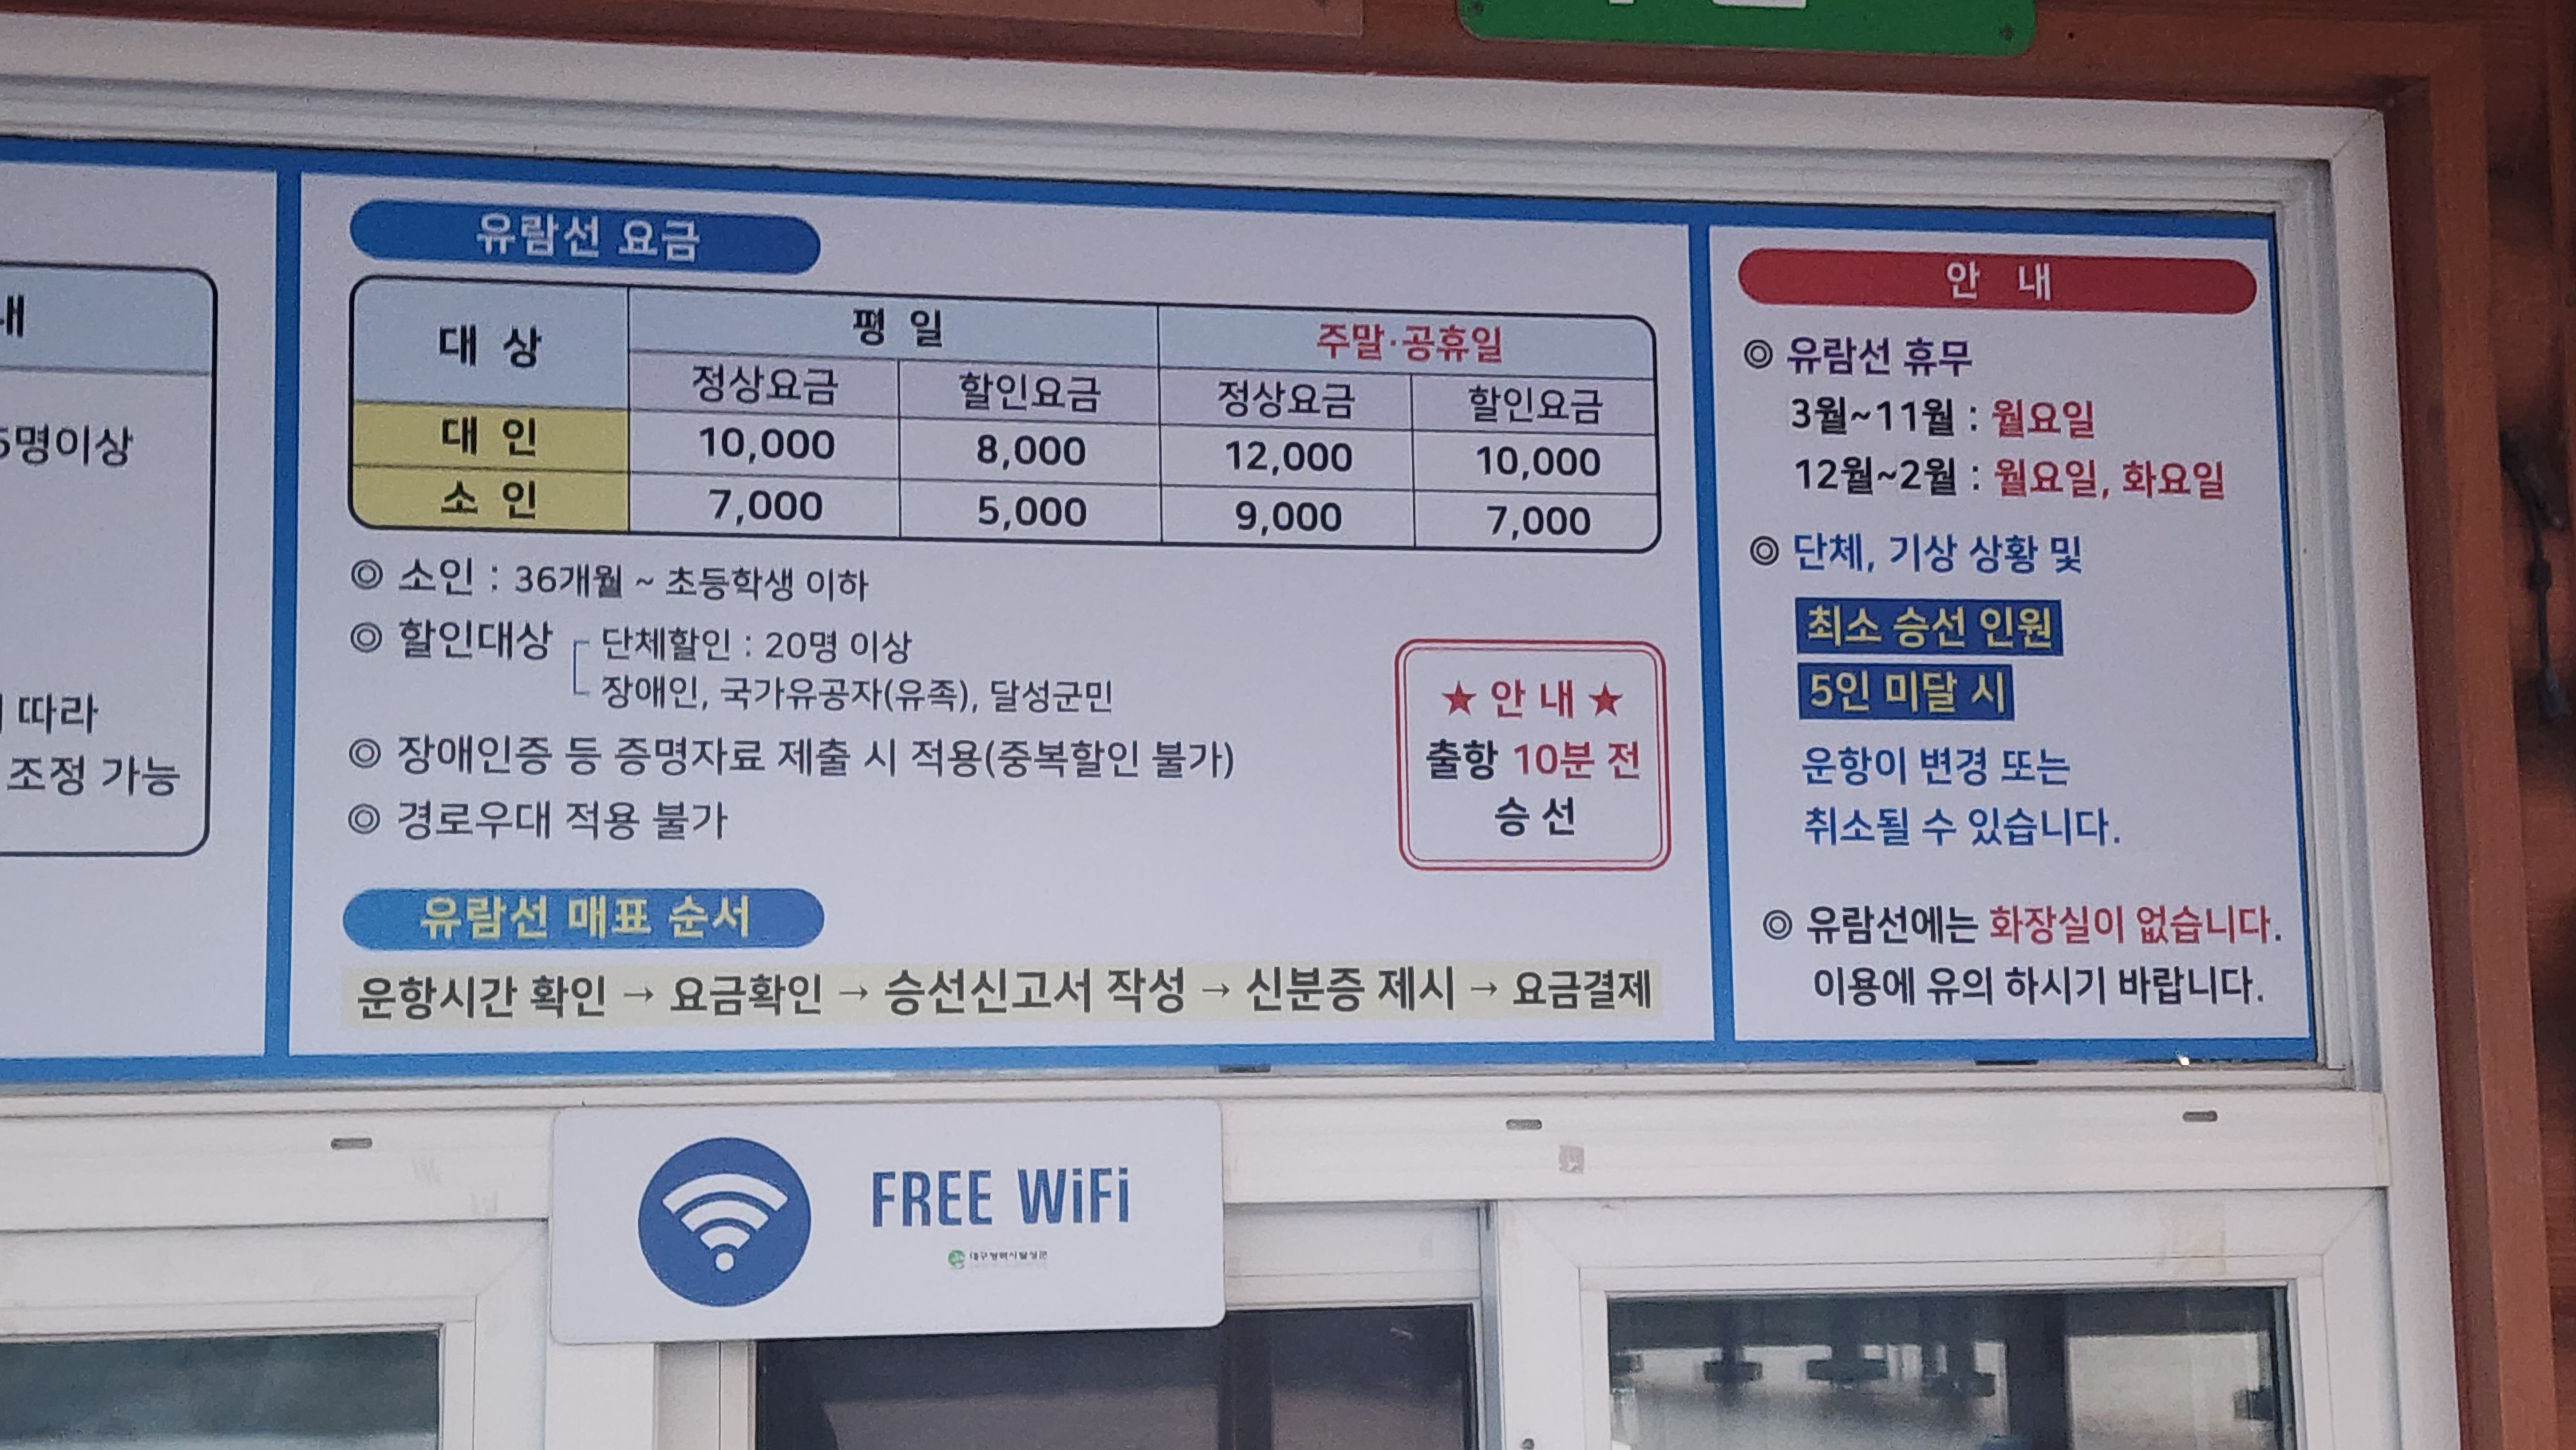 내
5명이상
따라
조정 가능
유람선 요금
대 상 평 일 주말·공휴일
정상요금 할인요금 정상요금 할인요금
대 인 10,000 8,000 12,000 10,000
소 인 7,000 5,000 9,000 7,000
◎ 소인 : 36개월 ~ 초등학생 이하
◎ 할인대상 단체할인 : 20명 이상
장애인, 국가유공자(유족), 달성군민
◎ 장애인증 등 증명자료 제출 시 적용(중복할인 불가)
◎ 경로우대 적용 불가
★ 안 내 ★
출항 10분 전
승 선
유람선 매표 순서
운항시간 확인 → 요금확인 → 승선신고서 작성 → 신분증 제시 → 요금결제
안 내
◎ 유람선 휴무
3월~11월 : 월요일
12월~2월 : 월요일, 화요일
◎ 단체, 기상 상황 및
최소 승선 인원
5인 미달 시
운항이 변경 또는
취소될 수 있습니다.
◎ 유람선에는 화장실이 없습니다.
이용에 유의 하시기 바랍니다.
FREE WiFi
대구광역시달성군